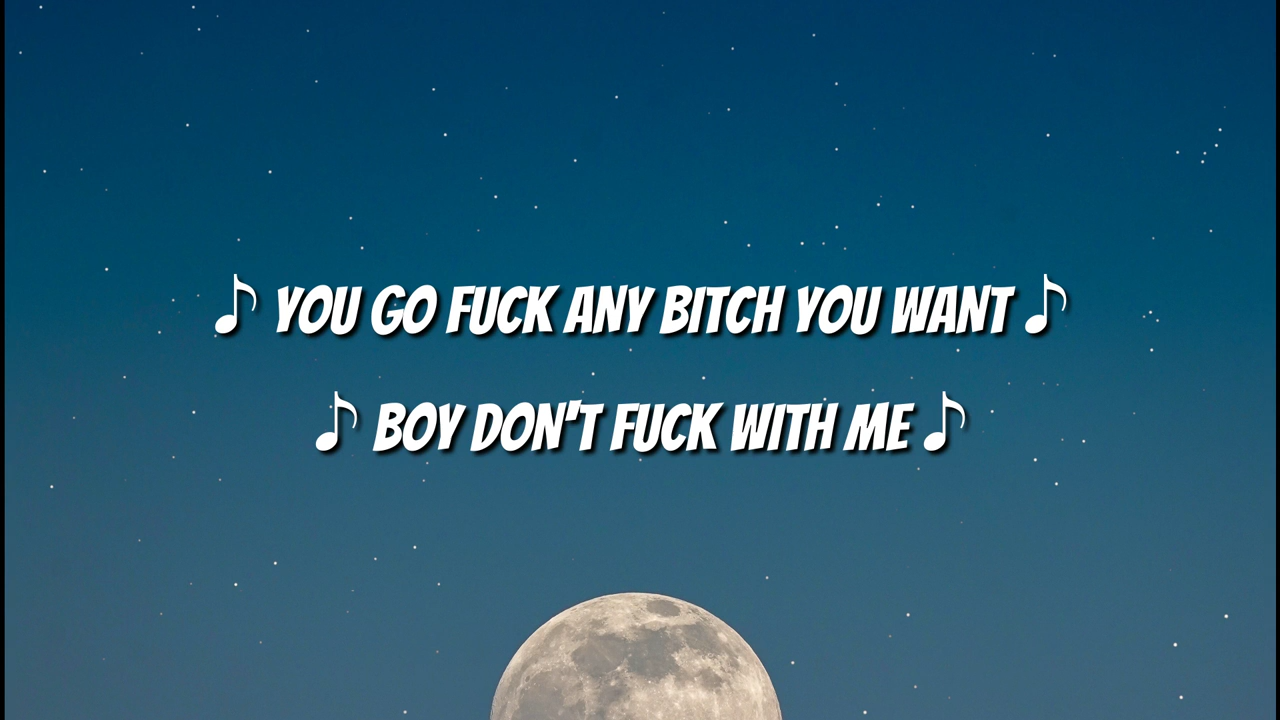 ♪ YOU GO FUCK ANY BITCH YOU WANT ♪
♪ BOY DON'T FUCK WITH ME ♪